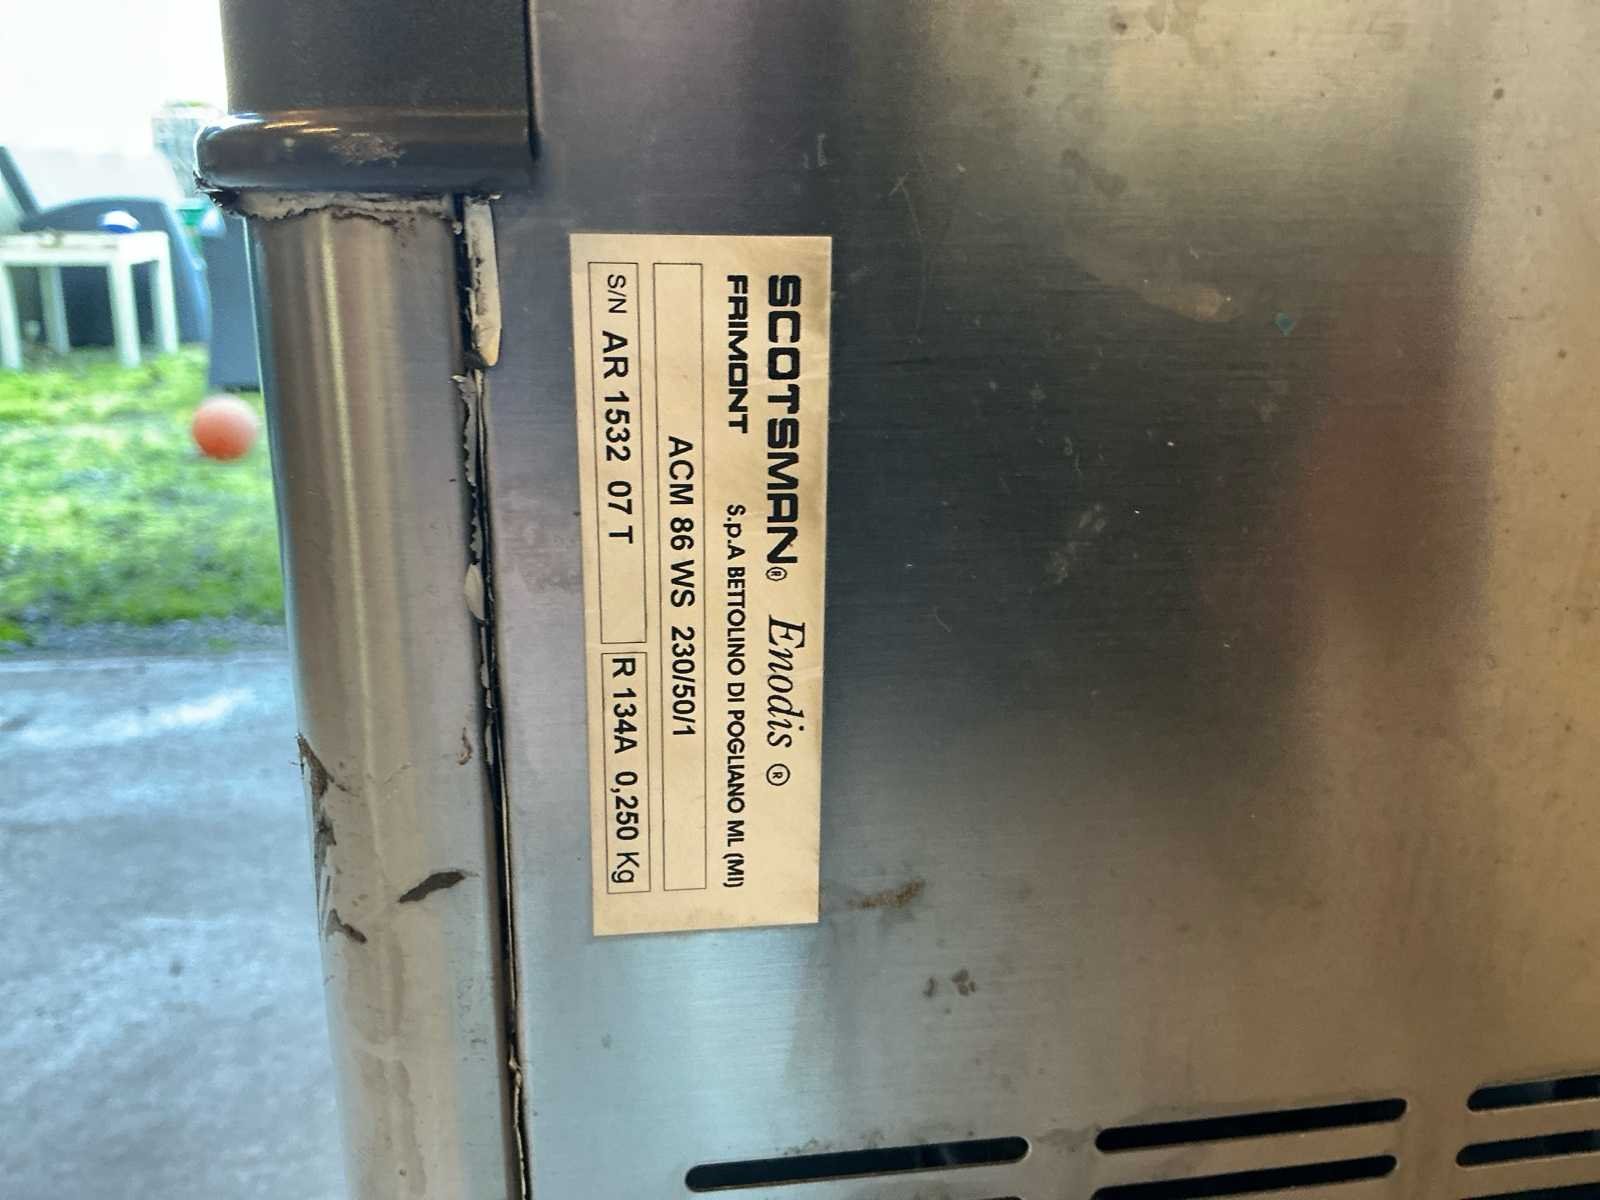 SCOTSMAN® Enodis ®
FRIMONT S.p.A BETTOLINO DI POGLIANO ML (MI)
ACM 86 WS 230/50/1
S/N AR 1532 07 T R 134A 0,250 Kg